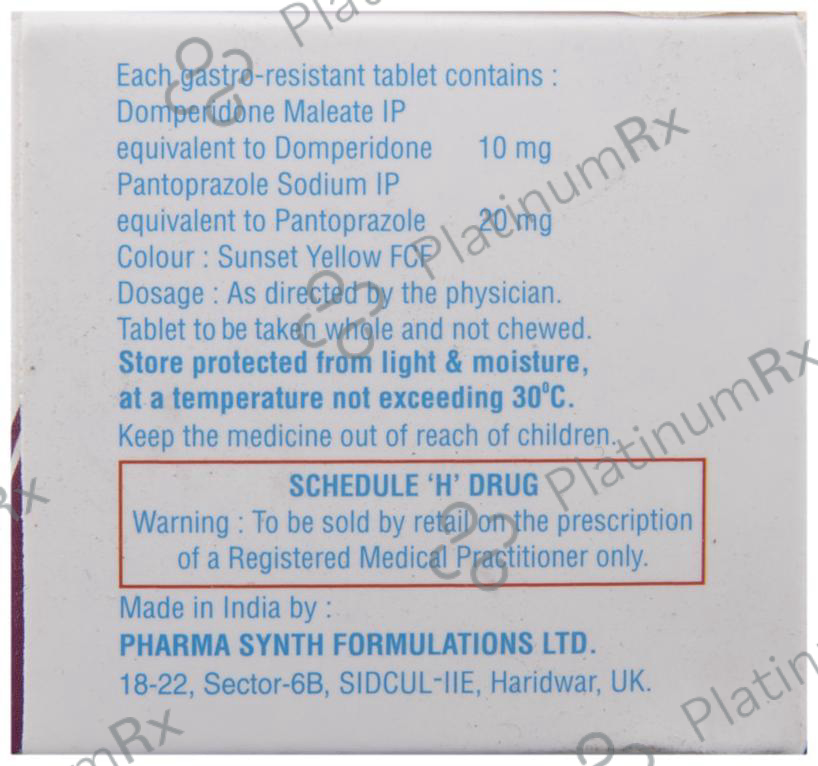 Each gastro-resistant tablet contains :
Domperidone Maleate IP
equivalent to Domperidone 10 mg
Pantoprazole Sodium IP
equivalent to Pantoprazole 20 mg
Colour : Sunset Yellow FCF
Dosage : As directed by the physician.
Tablet to be taken whole and not chewed.
Store protected from light & moisture,
at a temperature not exceeding 30⁰C.
Keep the medicine out of reach of children.
SCHEDULE ‘H’ DRUG
Warning : To be sold by retail on the prescription
of a Registered Medical Practitioner only.
Made in India by :
PHARMA SYNTH FORMULATIONS LTD.
18-22, Sector-6B, SIDCUL-IIE, Haridwar, UK.
PlatinumRx
PlatinumRx